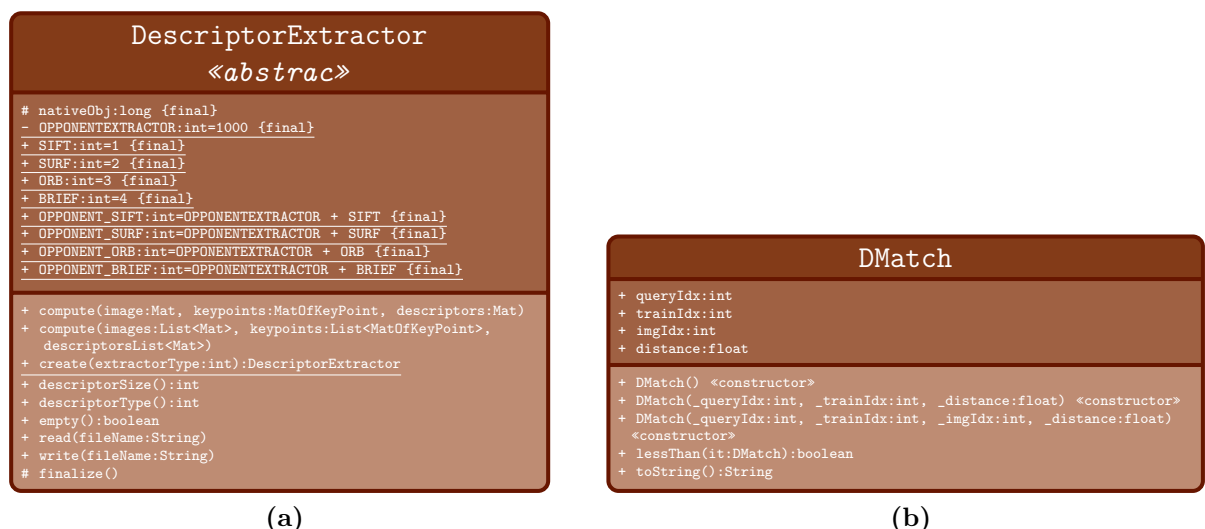 DescriptorExtractor
«abstrac»
# nativeObj:long {final}
- OPPONENTEXTRACTOR:int=1000 {final}
+ SIFT:int=1 {final}
+ SURF:int=2 {final}
+ ORB:int=3 {final}
+ BRIEF:int=4 {final}
+ OPPONENT_SIFT:int=OPPONENTEXTRACTOR + SIFT {final}
+ OPPONENT_SURF:int=OPPONENTEXTRACTOR + SURF {final}
+ OPPONENT_ORB:int=OPPONENTEXTRACTOR + ORB {final}
+ OPPONENT_BRIEF:int=OPPONENTEXTRACTOR + BRIEF {final}
+ compute(image:Mat, keypoints:MatOfKeyPoint, descriptors:Mat)
+ compute(images:List<Mat>, keypoints:List<MatOfKeyPoint>,
descriptorsList<Mat>)
+ create(extractorType:int):DescriptorExtractor
+ descriptorSize():int
+ descriptorType():int
+ empty():boolean
+ read(fileName:String)
+ write(fileName:String)
# finalize()
(a)
DMatch
+ queryIdx:int
+ trainIdx:int
+ imgIdx:int
+ distance:float
+ DMatch() «constructor»
+ DMatch(_queryIdx:int, _trainIdx:int, _distance:float) «constructor»
+ DMatch(_queryIdx:int, _trainIdx:int, _imgIdx:int, _distance:float)
«constructor»
+ lessThan(it:DMatch):boolean
+ toString():String
(b)